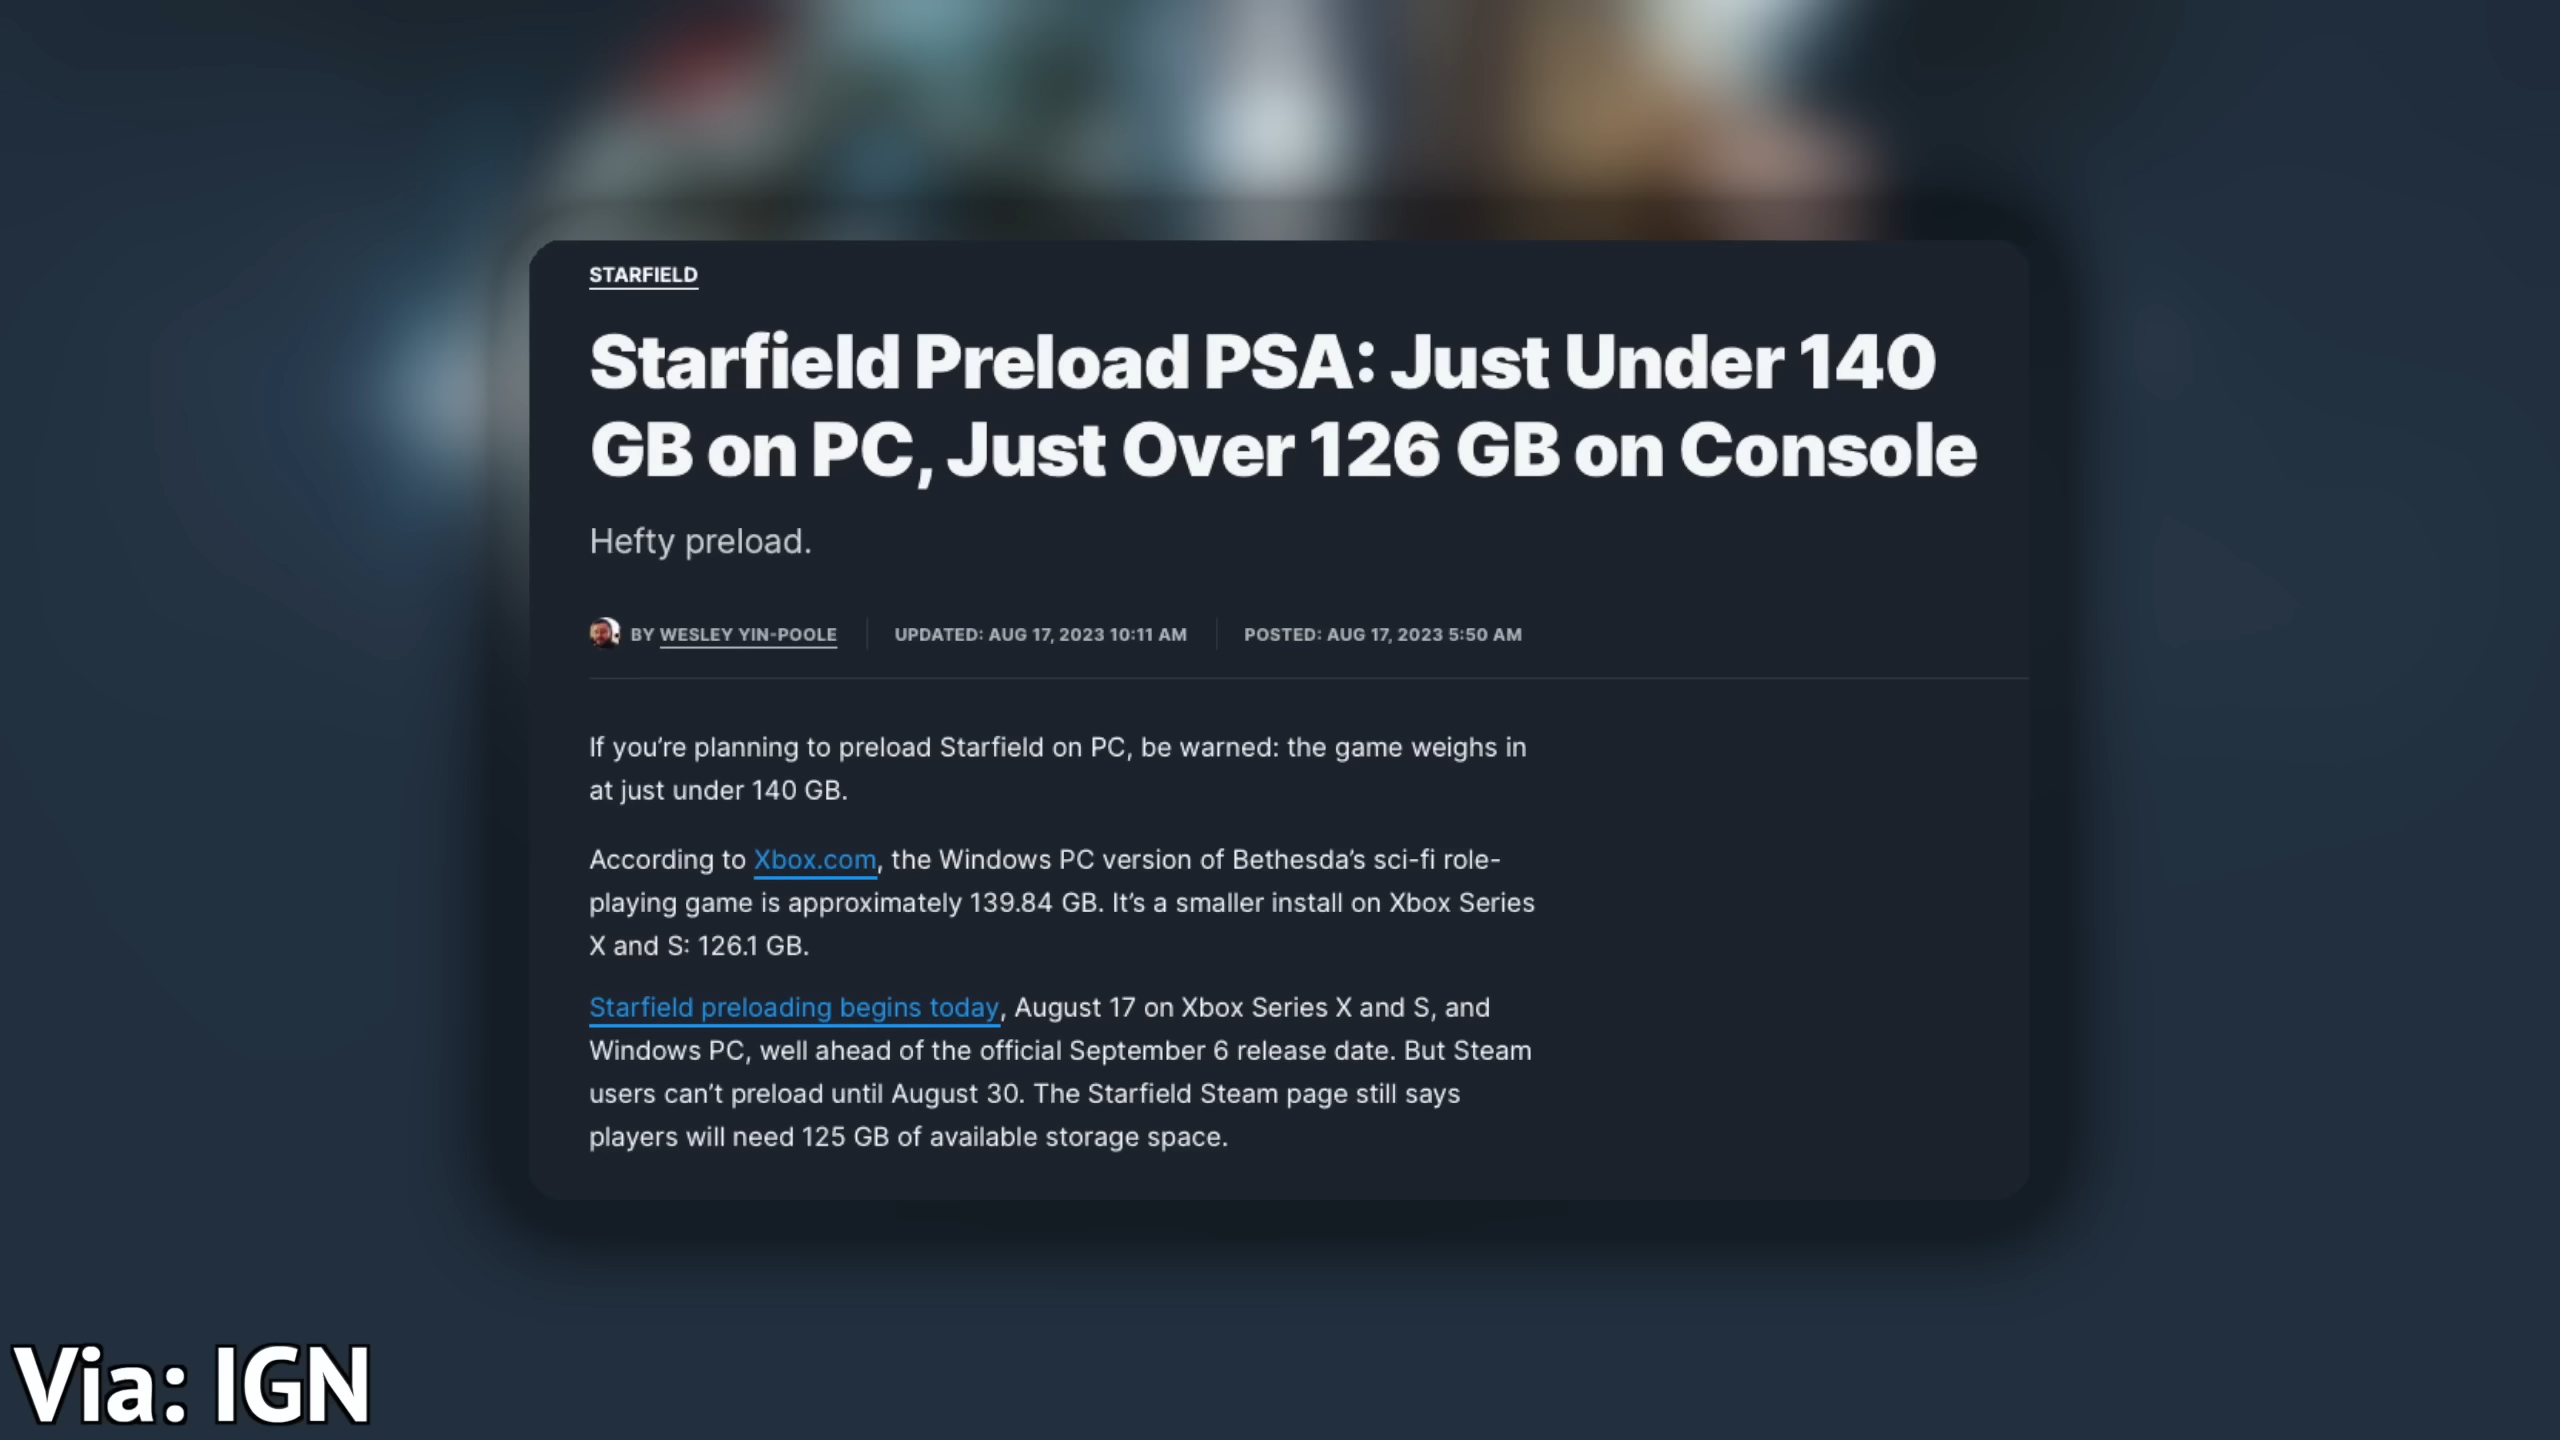 STARFIELD
Starfield Preload PSA: Just Under 140
GB on PC, Just Over 126 GB on Console
Hefty preload.
BY WESLEY YIN-POOLE UPDATED: AUG 17, 2023 10:11 AM POSTED: AUG 17, 2023 5:50 AM
If you’re planning to preload Starfield on PC, be warned: the game weighs in
at just under 140 GB.
According to Xbox.com, the Windows PC version of Bethesda’s sci-fi role-
playing game is approximately 139.84 GB. It’s a smaller install on Xbox Series
X and S: 126.1 GB.
Starfield preloading begins today, August 17 on Xbox Series X and S, and
Windows PC, well ahead of the official September 6 release date. But Steam
users can’t preload until August 30. The Starfield Steam page still says
players will need 125 GB of available storage space.
Via: IGN